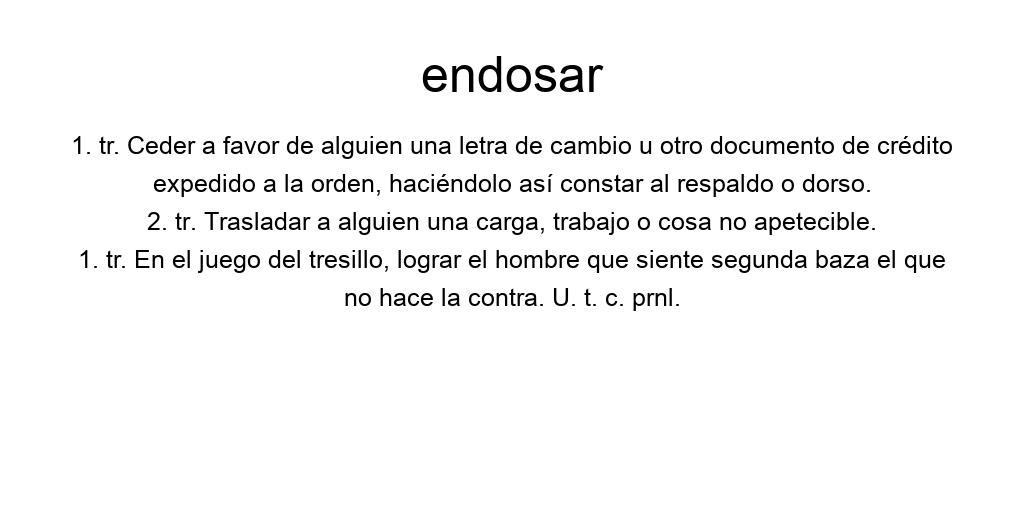 endosar
1. tr. Ceder a favor de alguien una letra de cambio u otro documento de crédito
expedido a la orden, haciéndolo así constar al respaldo o dorso.
2. tr. Trasladar a alguien una carga, trabajo o cosa no apetecible.
1. tr. En el juego del tresillo, lograr el hombre que siente segunda baza el que
no hace la contra. U. t. c. prnl.